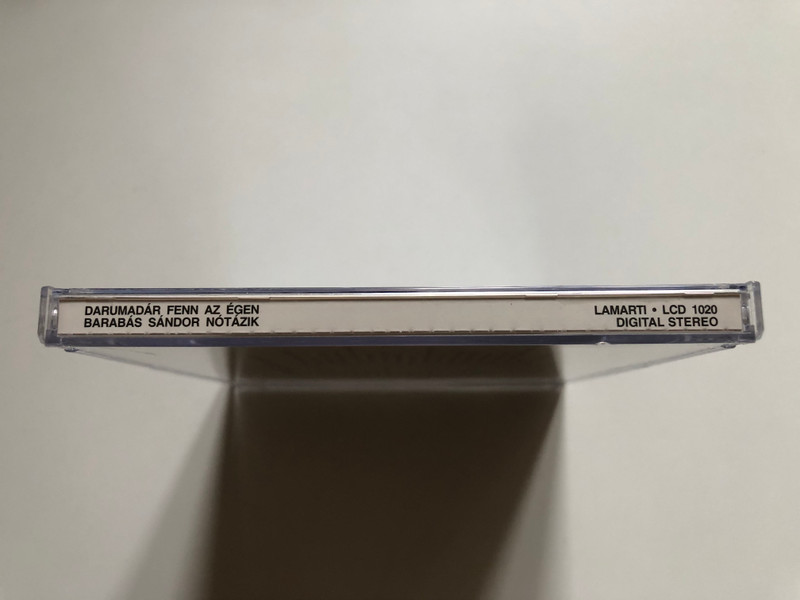 DARUMADÁR FENN AZ ÉGEN
BARABÁS SÁNDOR NÓTÁZIK
LAMARTI • LCD 1020
DIGITAL STEREO